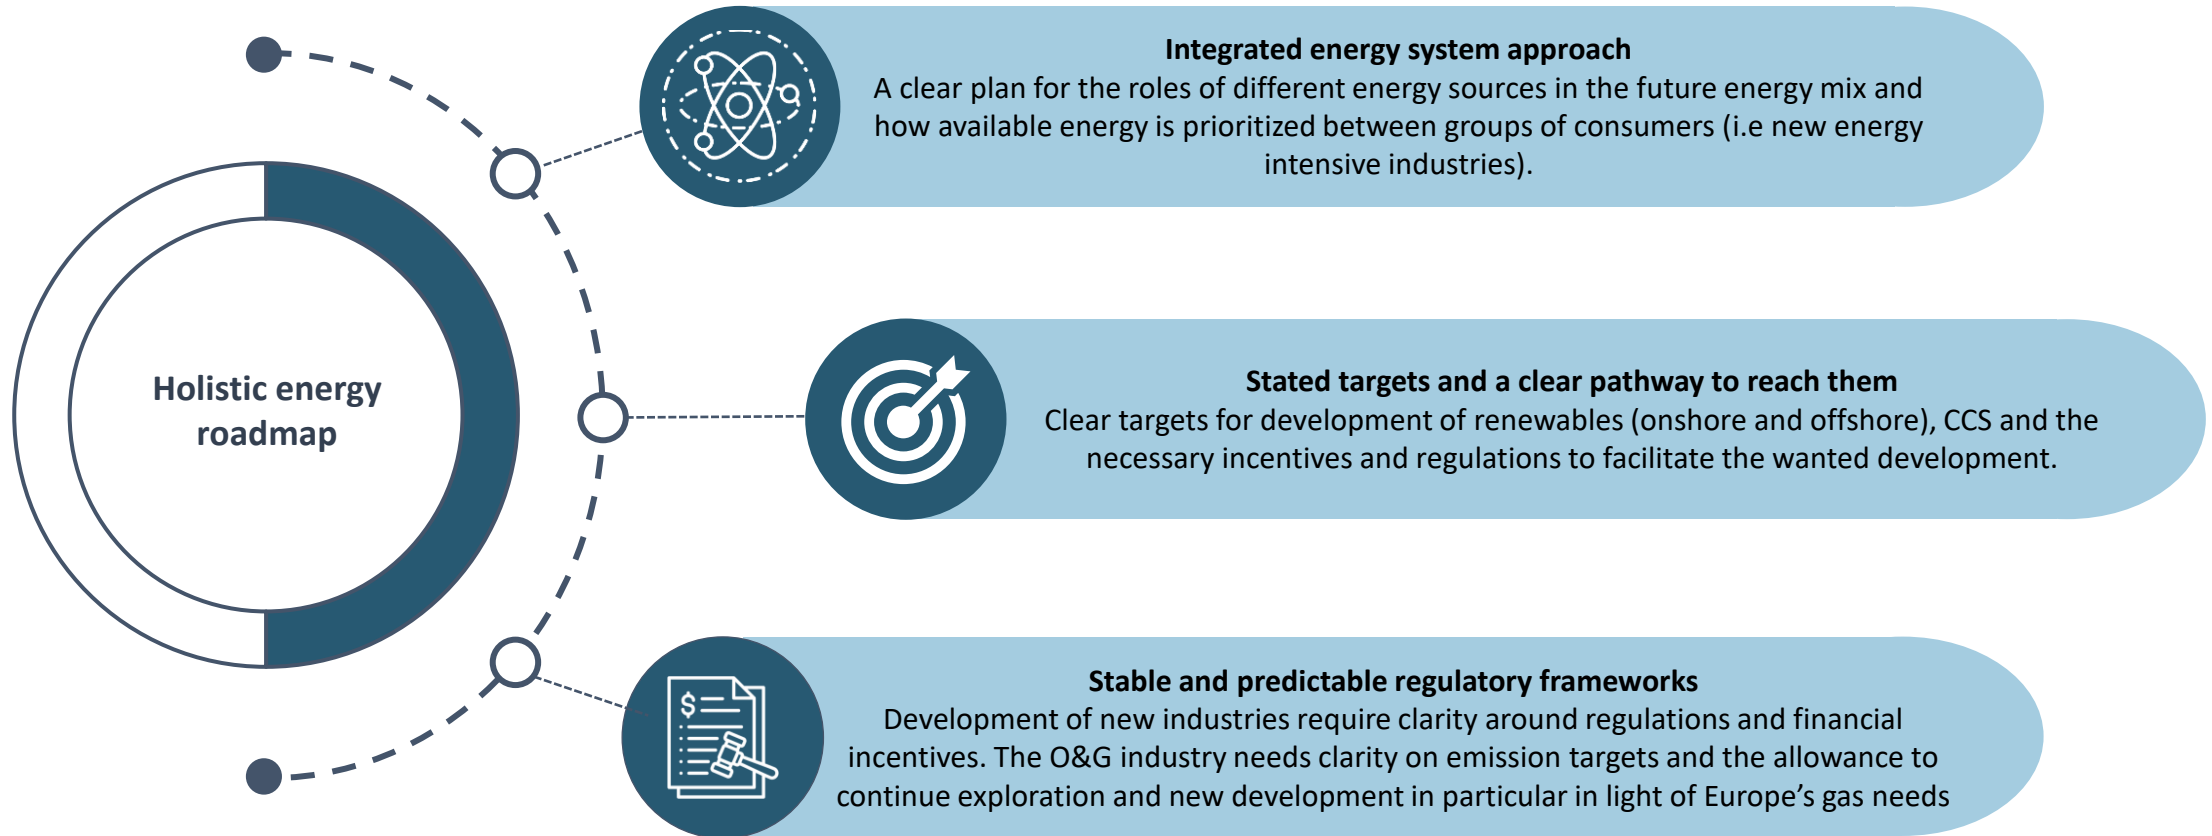 Holistic energy
roadmap
Integrated energy system approach
A clear plan for the roles of different energy sources in the future energy mix and
how available energy is prioritized between groups of consumers (i.e new energy
intensive industries).
Stated targets and a clear pathway to reach them
Clear targets for development of renewables (onshore and offshore), CCS and the
necessary incentives and regulations to facilitate the wanted development.
$
Stable and predictable regulatory frameworks
Development of new industries require clarity around regulations and financial
incentives. The O&G industry needs clarity on emission targets and the allowance to
continue exploration and new development in particular in light of Europe’s gas needs